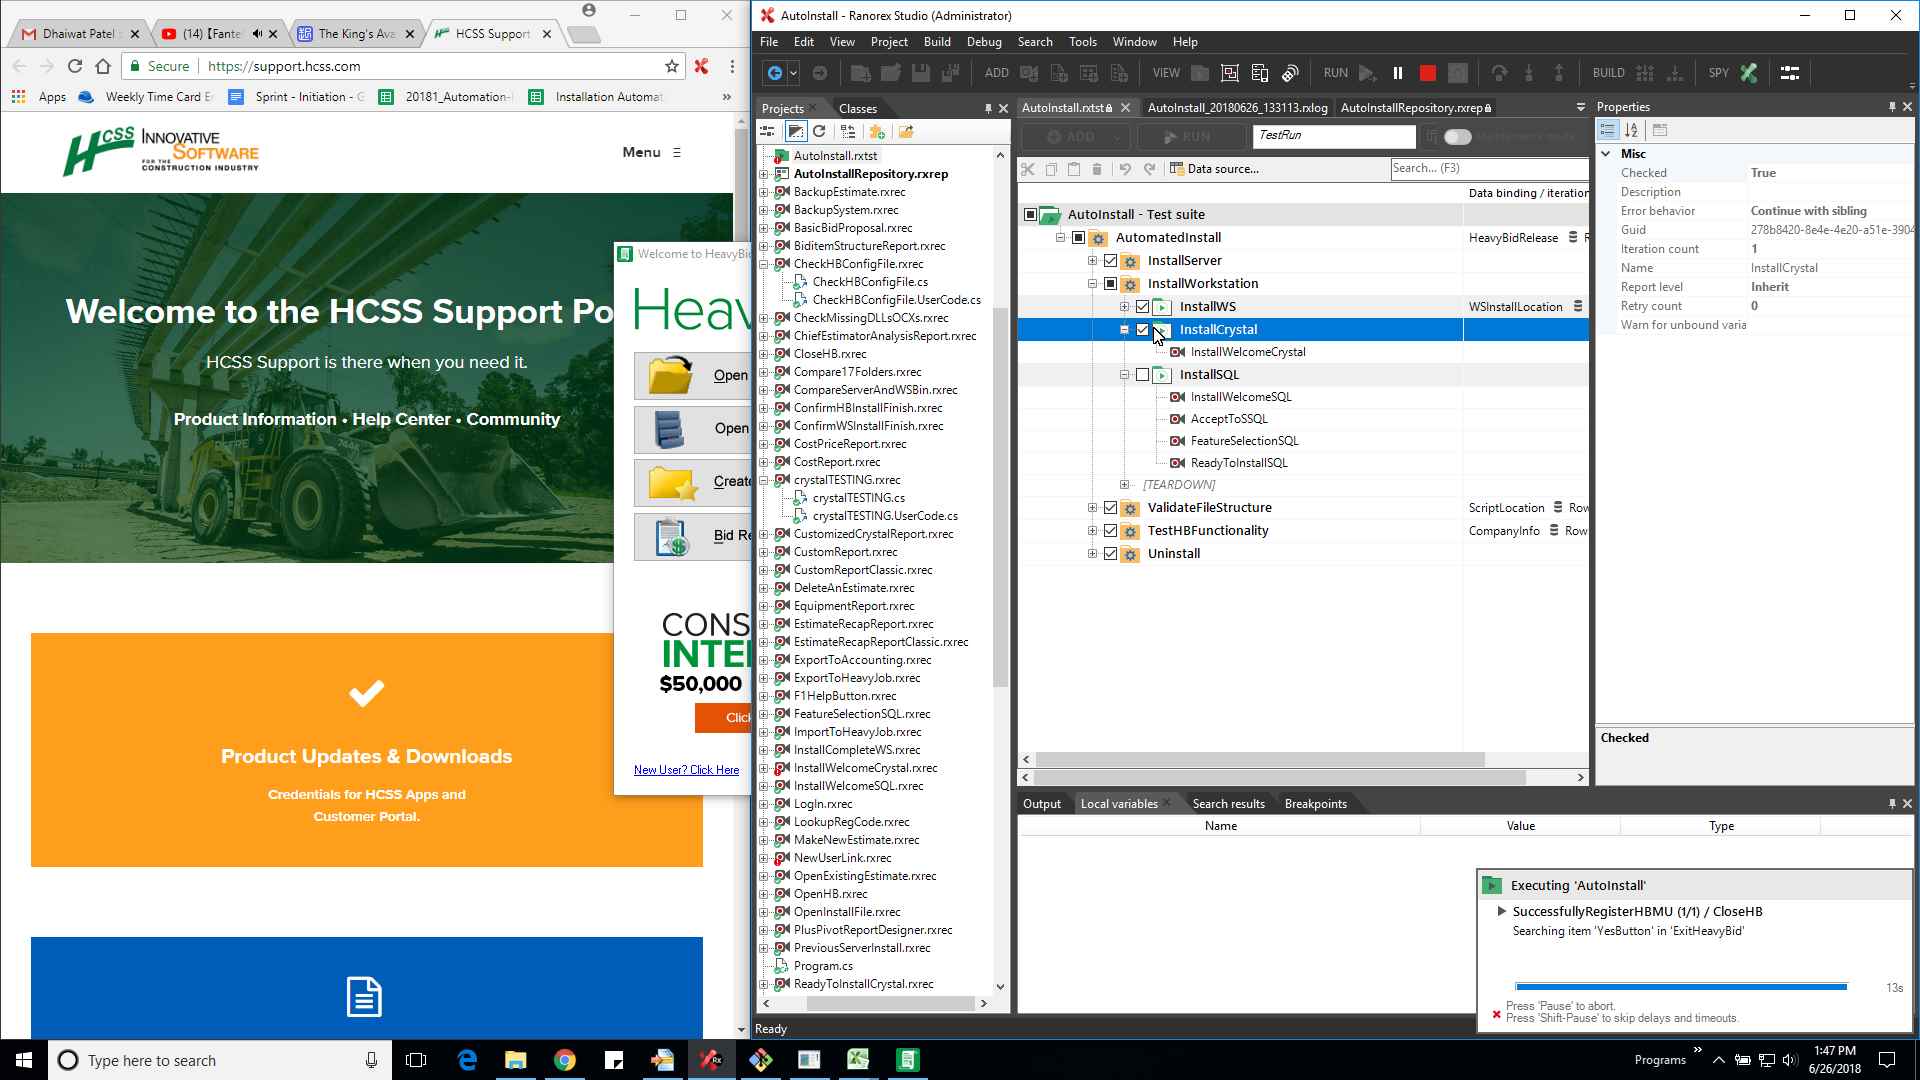 Dhaiwat Patel
(14)
The King's Ava
HCSS Support
Secure
https://support.hcss.com
Apps
Weekly Time Card E
Sprint - Initiation - G
20181_Automation-
Installation Automat
»
HCSS
INNOVATIVE
SOFTWARE
FOR THE
CONSTRUCTION INDUSTRY
Menu
Welcome to the HCSS Support Po
HCSS Support is there when you need it.
Product Information • Help Center • Community
Product Updates & Downloads
Credentials for HCSS Apps and
Customer Portal.
Welcome to HeavyBi
Heav
Open
Open
Create
Bid Re
CONS
INTE
$50,000
Click
New User? Click Here
AutoInstall - Ranorex Studio (Administrator)
File Edit View Project Build Debug Search Tools Window Help
ADD VIEW RUN BUILD SPY
Projects Classes
AutoInstall.rxtst
AutoInstallRepository.rxrep
BackupEstimate.rxrec
BackupSystem.rxrec
BasicBidProposal.rxrec
BiditemStructureReport.rxrec
CheckHBConfigFile.rxrec
CheckHBConfigFile.cs
CheckHBConfigFile.UserCode.cs
CheckMissingDLLsOCXs.rxrec
ChiefEstimatorAnalysisReport.rxrec
CloseHB.rxrec
Compare17Folders.rxrec
CompareServerAndWSBin.rxrec
ConfirmHBInstallFinish.rxrec
ConfirmWSInstallFinish.rxrec
CostPriceReport.rxrec
CostReport.rxrec
crystalTESTING.rxrec
crystalTESTING.cs
crystalTESTING.UserCode.cs
CustomizedCrystalReport.rxrec
CustomReport.rxrec
CustomReportClassic.rxrec
DeleteAnEstimate.rxrec
EquipmentReport.rxrec
EstimateRecapReport.rxrec
EstimateRecapReportClassic.rxrec
ExportToAccounting.rxrec
ExportToHeavyJob.rxrec
F1HelpButton.rxrec
FeatureSelectionSQL.rxrec
ImportToHeavyJob.rxrec
InstallCompleteWS.rxrec
InstallWelcomeCrystal.rxrec
InstallWelcomeSQL.rxrec
LogIn.rxrec
LookupRegCode.rxrec
MakeNewEstimate.rxrec
NewUserLink.rxrec
OpenExistingEstimate.rxrec
OpenHB.rxrec
OpenInstallFile.rxrec
PlusPivotReportDesigner.rxrec
PreviousServerInstall.rxrec
Program.cs
ReadyToInstallCrystal.rxrec
Ready
AutoInstall.rxtst AutoInstall_20180626_133113.rxlog AutoInstallRepository.rxrep
ADD RUN TestRun
Data source... Search... (F3)
Data binding / iteration
AutoInstall - Test suite
AutomatedInstall HeavyBidRelease R
InstallServer
InstallWorkstation
InstallWS WSInstallLocation
InstallCrystal
InstallWelcomeCrystal
InstallSQL
InstallWelcomeSQL
AcceptToSSQL
FeatureSelectionSQL
ReadyToInstallSQL
[TEARDOWN]
ValidateFileStructure ScriptLocation Row
TestHBFunctionality CompanyInfo Row
Uninstall
Properties
Misc
Checked True
Description
Error behavior Continue with sibling
Guid 278b8420-8e4e-4e20-a51e-3904
Iteration count 1
Name InstallCrystal
Report level Inherit
Retry count 0
Warn for unbound varia
Checked
Output Local variables Search results Breakpoints
Name Value Type
Executing 'AutoInstall'
SuccessfullyRegisterHBMU (1/1) / CloseHB
Searching item 'YesButton' in 'ExitHeavyBid'
13s
Press 'Pause' to abort.
Press 'Shift-Pause' to skip delays and timeouts.
Type here to search
Programs
1:47 PM
6/26/2018